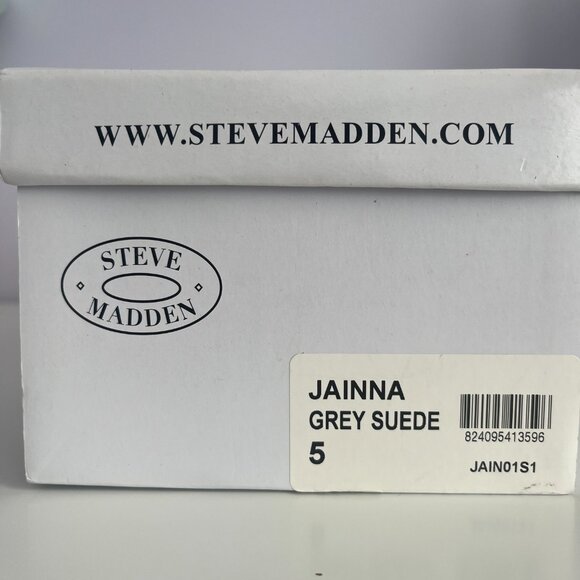 WWW.STEVEMADDEN.COM
STEVE
MADDEN
JAINNA
GREY SUEDE
5
824095413596
JAIN01S1